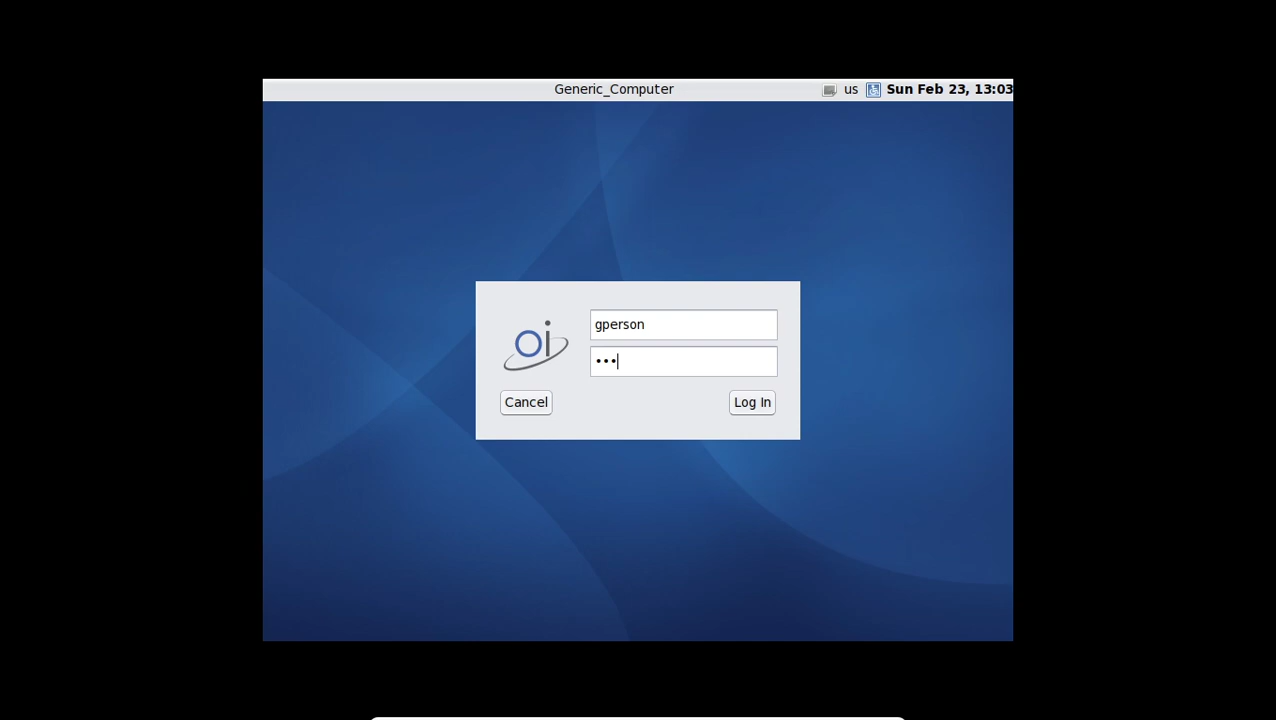 Generic_Computer us Sun Feb 23, 13:03
gperson
oi
•••
Cancel Log In